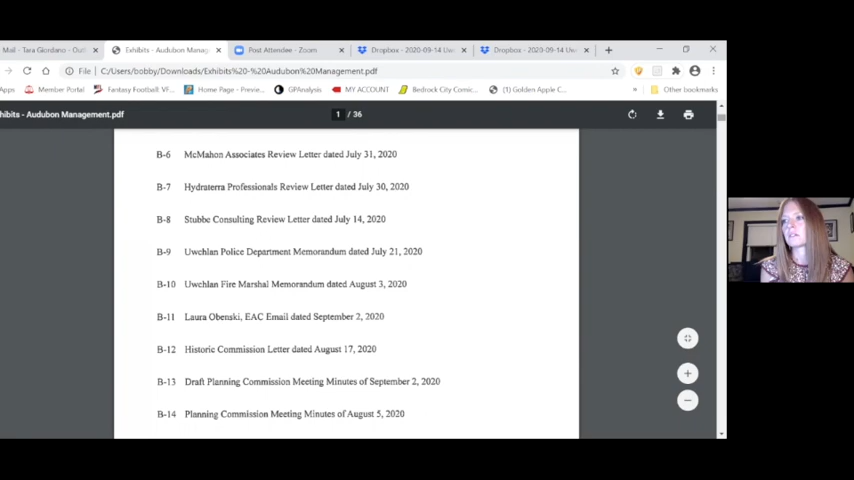 Mail - Tara Giordano - Out
Exhibits - Audubon Manag
Post Attendee - Zoom
Dropbox - 2020-09-14 Uw
Dropbox - 2020-09-14 Uw
File C:/Users/bobby/Downloads/Exhibits%20-%20Audubon%20Management.pdf
Apps Member Portal Fantasy Football: VF... Home Page - Previe... GPAnalysis MY ACCOUNT Bedrock City Comic... (1) Golden Apple C... Other bookmarks
hibits - Audubon Management.pdf
1 / 36
B-6 McMahon Associates Review Letter dated July 31, 2020
B-7 Hydraterra Professionals Review Letter dated July 30, 2020
B-8 Stubbe Consulting Review Letter dated July 14, 2020
B-9 Uwchlan Police Department Memorandum dated July 21, 2020
B-10 Uwchlan Fire Marshal Memorandum dated August 3, 2020
B-11 Laura Obenski, EAC Email dated September 2, 2020
B-12 Historic Commission Letter dated August 17, 2020
B-13 Draft Planning Commission Meeting Minutes of September 2, 2020
B-14 Planning Commission Meeting Minutes of August 5, 2020